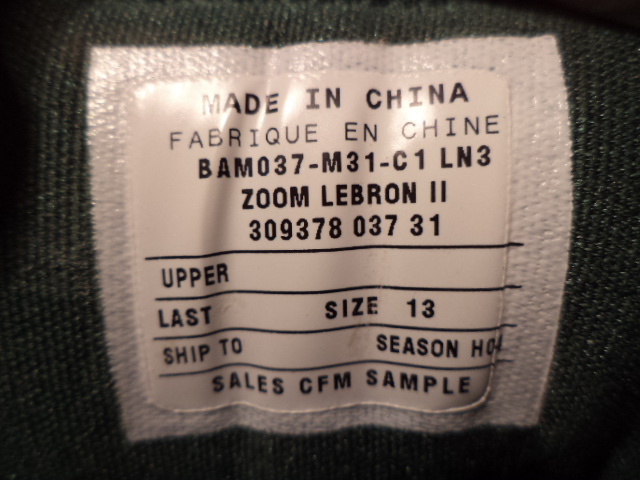 MADE IN CHINA
FABRIQUE EN CHINE
BAM037-M31-C1 LN3
ZOOM LEBRON II
309378 037 31
UPPER
LAST SIZE 13
SHIP TO SEASON
SALES CFM SAMPLE